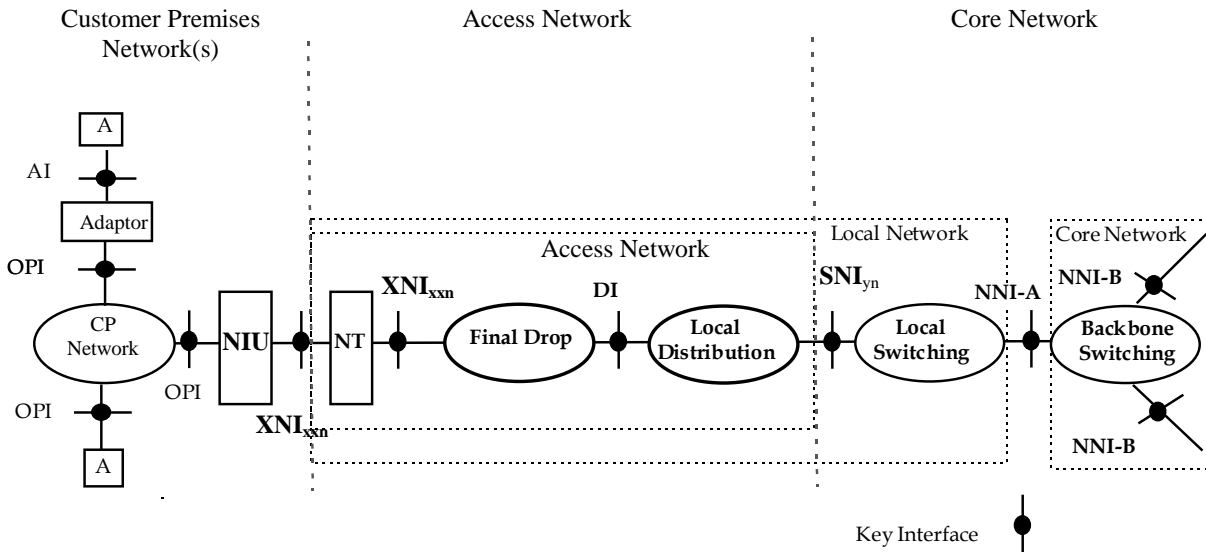 Customer Premises
Network(s)
Access Network
Core Network
A
AI
Adaptor
OPI
CP
Network
OPI
A
OPI
NIU
XNIxxn
NT
XNIxxn
Access Network
Final Drop
DI
Local
Distribution
Local Network
SNIyn
Local
Switching
NNI-A
Core Network
NNI-B
Backbone
Switching
NNI-B
Key Interface